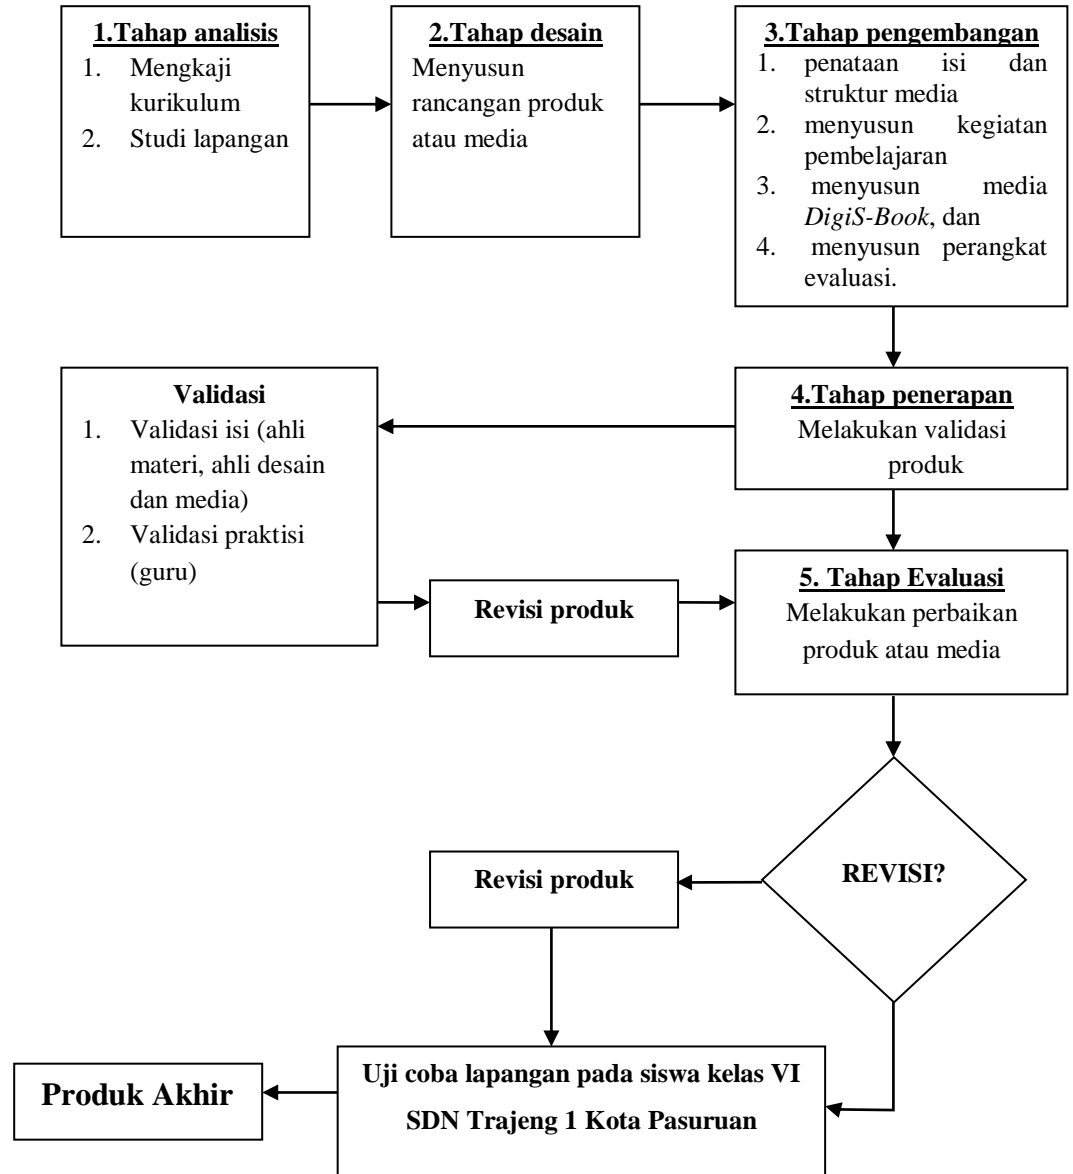 1.Tahap analisis
1. Mengkaji
kurikulum
2. Studi lapangan
2.Tahap desain
Menyusun
rancangan produk
atau media
3.Tahap pengembangan
1. penataan isi dan
struktur media
2. menyusun kegiatan
pembelajaran
3. menyusun media
DigiS-Book, dan
4. menyusun perangkat
evaluasi.
Validasi
1. Validasi isi (ahli
materi, ahli desain
dan media)
2. Validasi praktisi
(guru)
4.Tahap penerapan
Melakukan validasi
produk
Revisi produk
5. Tahap Evaluasi
Melakukan perbaikan
produk atau media
REVISI?
Revisi produk
Uji coba lapangan pada siswa kelas VI
SDN Trajeng 1 Kota Pasuruan
Produk Akhir